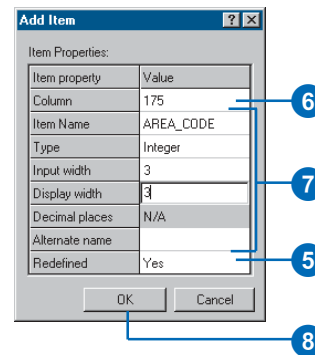 Add Item
? X
Item Properties:
Item property Value
Column 175
6
Item Name AREA_CODE
Type Integer
Input width 3
7
Display width 3
Decimal places N/A
Alternate name
Redefined Yes
5
OK Cancel
8